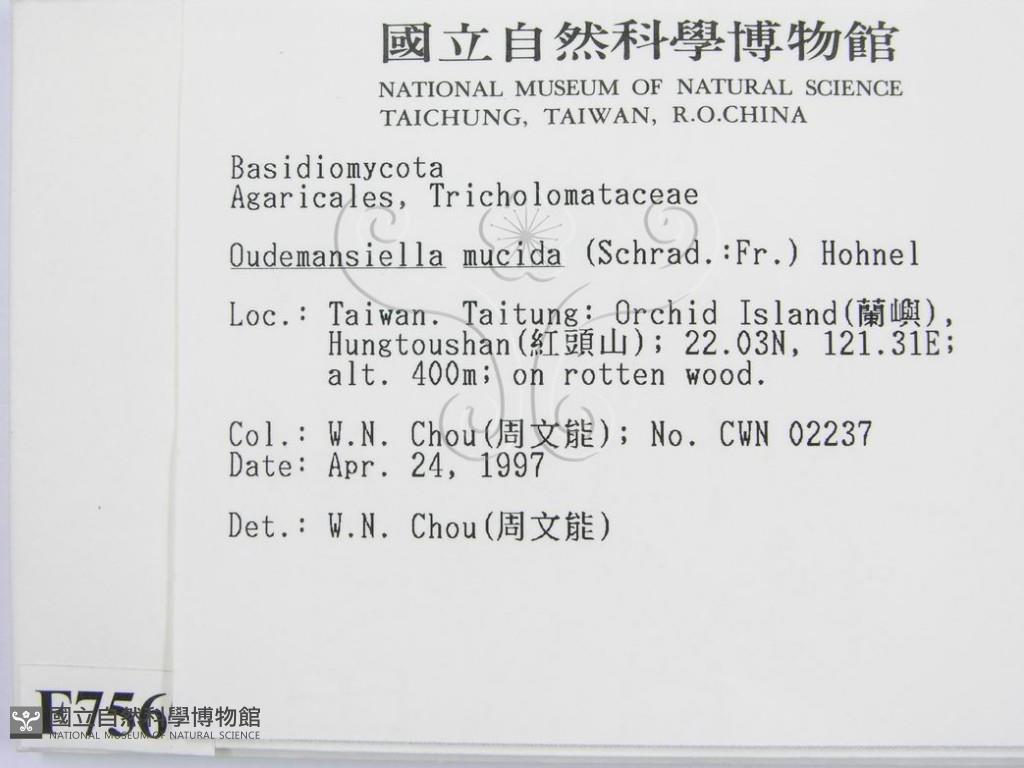 國立自然科學博物館
NATIONAL MUSEUM OF NATURAL SCIENCE
TAICHUNG, TAIWAN, R.O.CHINA
Basidiomycota
Agaricales, Tricholomataceae
Oudemansiella mucida (Schrad.:Fr.) Hohnel
Loc.: Taiwan. Taitung: Orchid Island(蘭嶼),
Hungtoushan(紅頭山); 22.03N, 121.31E;
alt. 400m; on rotten wood.
Col.: W.N. Chou(周文能); No. CWN 02237
Date: Apr. 24, 1997
Det.: W.N. Chou(周文能)
F756
國立自然科學博物館
NATIONAL MUSEUM OF NATURAL SCIENCE